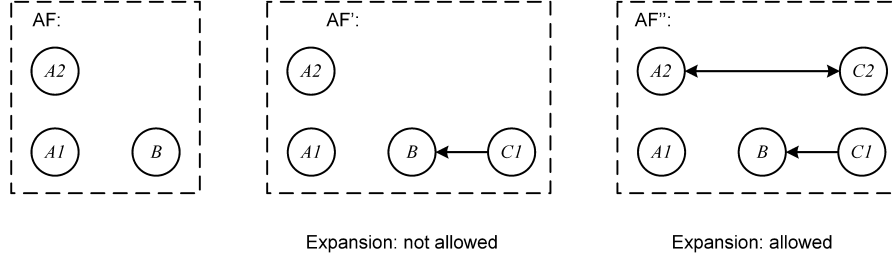 AF:
A2
A1
B
AF':
A2
A1
B
C1
Expansion: not allowed
AF":
A2
C2
A1
B
C1
Expansion: allowed